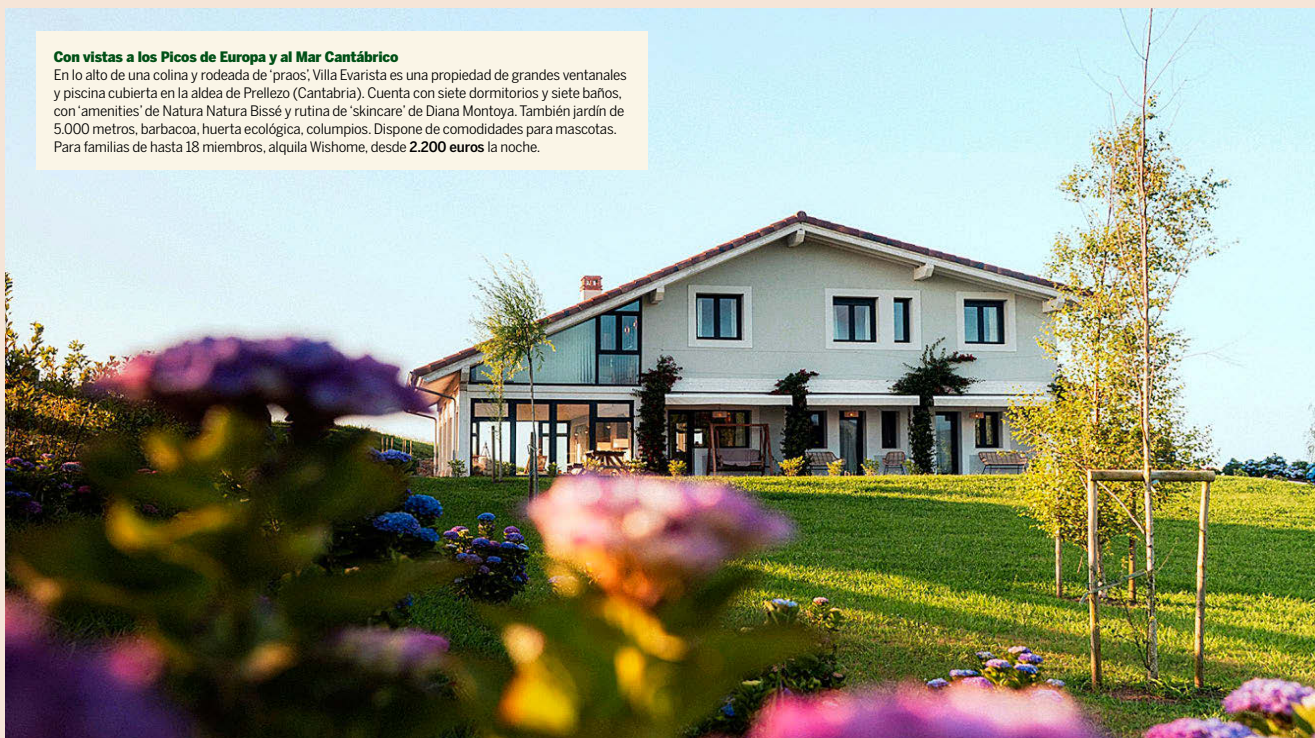 Con vistas a los Picos de Europa y al Mar Cantábrico
En lo alto de una colina y rodeada de ‘praos’, Villa Evarista es una propiedad de grandes ventanales
y piscina cubierta en la aldea de Prellezo (Cantabria). Cuenta con siete dormitorios y siete baños,
con ‘amenities’ de Natura Natura Bissé y rutina de ‘skincare’ de Diana Montoya. También jardín de
5.000 metros, barbacoa, huerta ecológica, columpios. Dispone de comodidades para mascotas.
Para familias de hasta 18 miembros, alquila Wishome, desde 2.200 euros la noche.